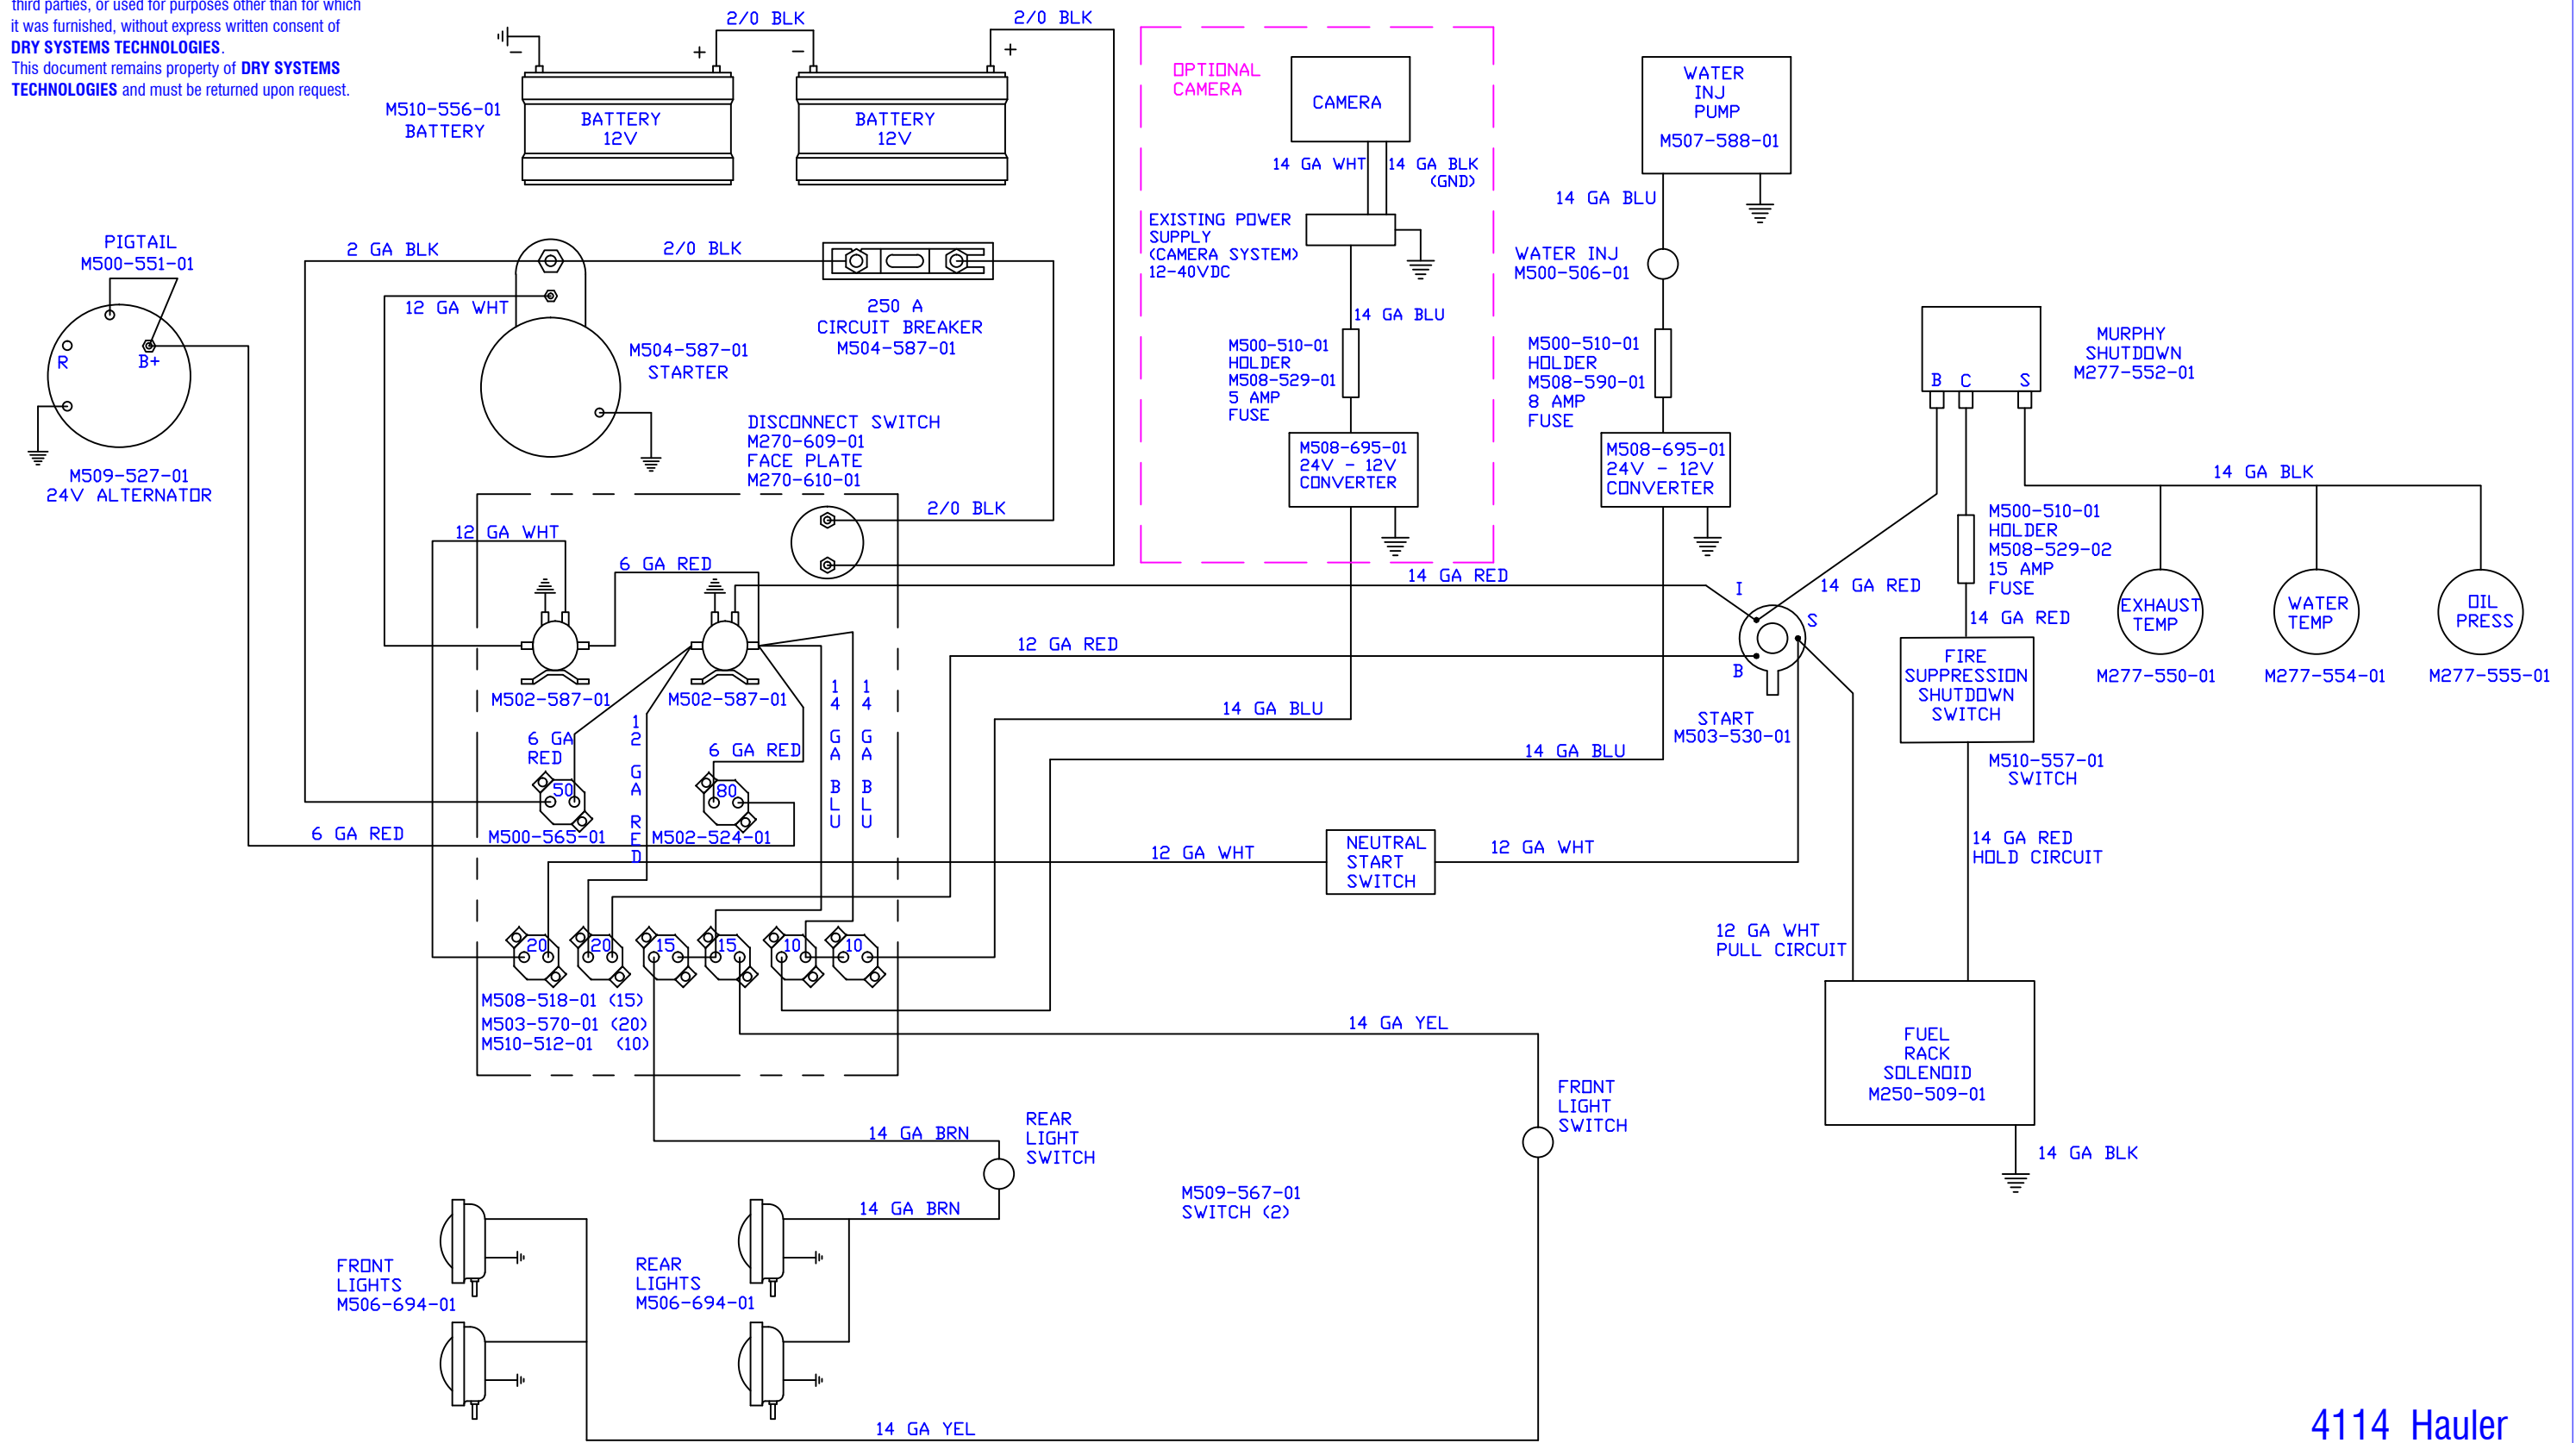 third parties, or used for purposes other than for which
it was furnished, without express written consent of
DRY SYSTEMS TECHNOLOGIES.
This document remains property of DRY SYSTEMS
TECHNOLOGIES and must be returned upon request.
2/0 BLK
2/0 BLK
M510-556-01
BATTERY
BATTERY
12V
BATTERY
12V
OPTIONAL
CAMERA
CAMERA
14 GA WHT
14 GA BLK
(GND)
EXISTING POWER
SUPPLY
(CAMERA SYSTEM)
12-40VDC
14 GA BLU
M500-510-01
HOLDER
M508-529-01
5 AMP
FUSE
M508-695-01
24V - 12V
CONVERTER
WATER
INJ
PUMP
M507-588-01
14 GA BLU
WATER INJ
M500-506-01
M500-510-01
HOLDER
M508-590-01
8 AMP
FUSE
M508-695-01
24V - 12V
CONVERTER
PIGTAIL
M500-551-01
R
B+
M509-527-01
24V ALTERNATOR
2 GA BLK
2/0 BLK
12 GA WHT
250 A
CIRCUIT BREAKER
M504-587-01
M504-587-01
STARTER
DISCONNECT SWITCH
M270-609-01
FACE PLATE
M270-610-01
2/0 BLK
12 GA WHT
6 GA RED
M502-587-01
M502-587-01
6 GA
RED
12 GA RED
6 GA RED
14 GA BLU
14 GA BLU
50
80
M500-565-01
M502-524-01
6 GA RED
20
20
15
15
10
10
M508-518-01 (15)
M503-570-01 (20)
M510-512-01 (10)
MURPHY
SHUTDOWN
M277-552-01
B
C
S
14 GA BLK
M500-510-01
HOLDER
M508-529-02
15 AMP
FUSE
14 GA RED
14 GA RED
14 GA RED
I
S
B
START
M503-530-01
12 GA RED
14 GA BLU
14 GA BLU
FIRE
SUPPRESSION
SHUTDOWN
SWITCH
M510-557-01
SWITCH
EXHAUST
TEMP
M277-550-01
WATER
TEMP
M277-554-01
OIL
PRESS
M277-555-01
12 GA WHT
NEUTRAL
START
SWITCH
12 GA WHT
14 GA RED
HOLD CIRCUIT
12 GA WHT
PULL CIRCUIT
FUEL
RACK
SOLENOID
M250-509-01
14 GA BLK
14 GA YEL
FRONT
LIGHT
SWITCH
14 GA BRN
REAR
LIGHT
SWITCH
14 GA BRN
M509-567-01
SWITCH (2)
FRONT
LIGHTS
M506-694-01
REAR
LIGHTS
M506-694-01
14 GA YEL
4114 Hauler